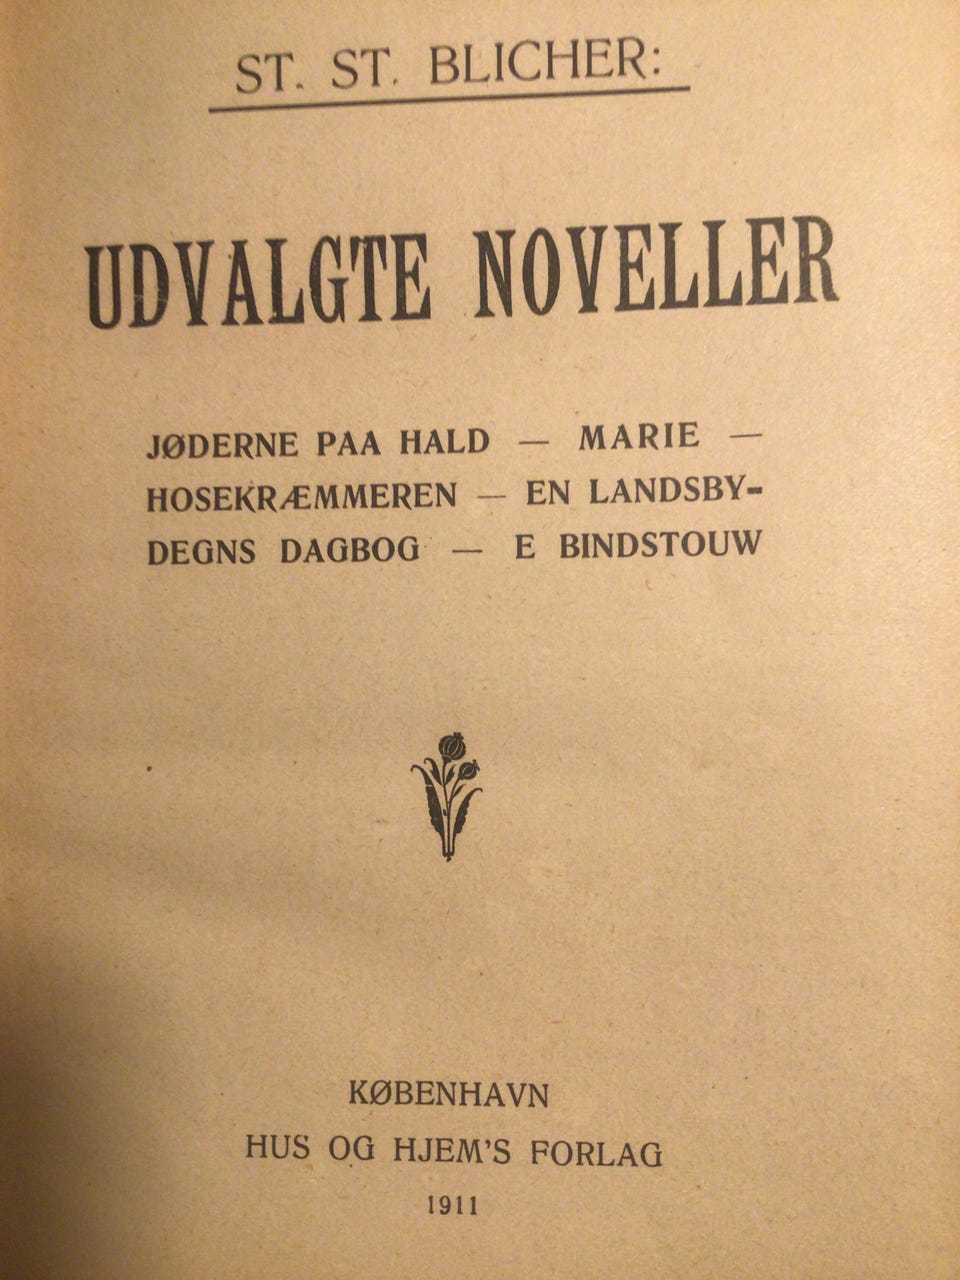 ST. ST. BLICHER:
UDVALGTE NOVELLER
JØDERNE PAA HALD — MARIE —
HOSEKRÆMMEREN — EN LANDSBY-
DEGNS DAGBOG — E BINDSTOUW
KØBENHAVN
HUS OG HJEM'S FORLAG
1911